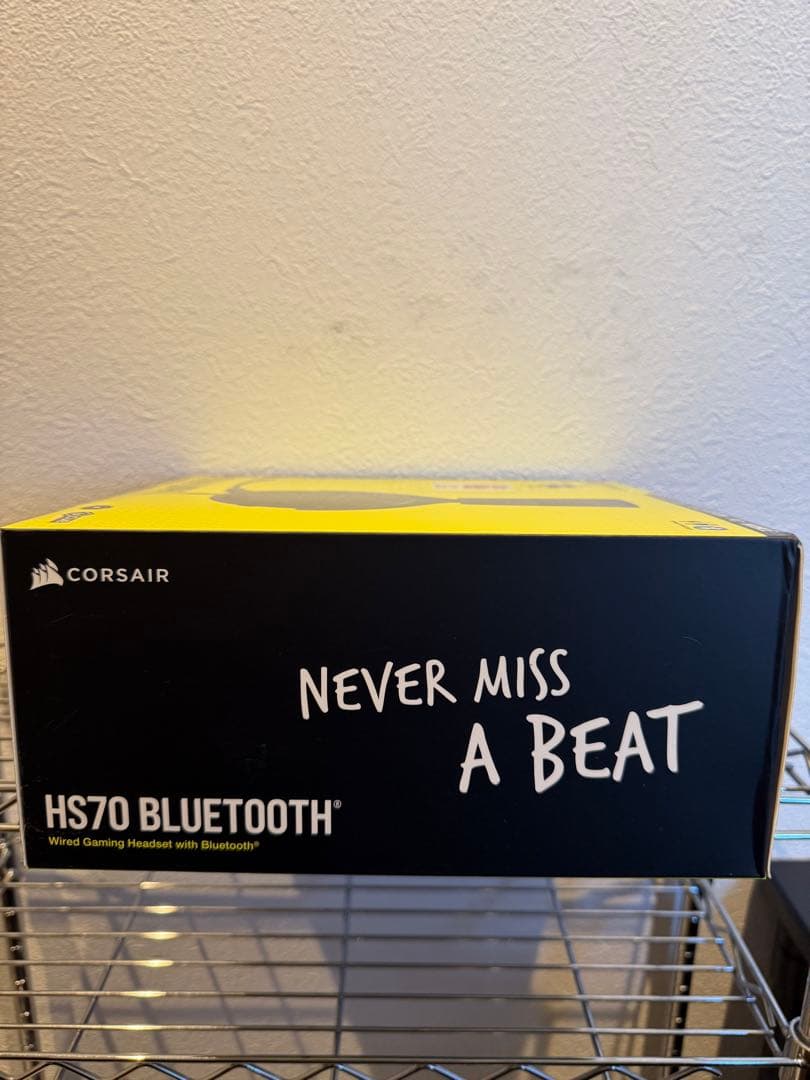 CORSAIR
NEVER MISS
A BEAT
HS70 BLUETOOTH®
Wired Gaming Headset with Bluetooth®